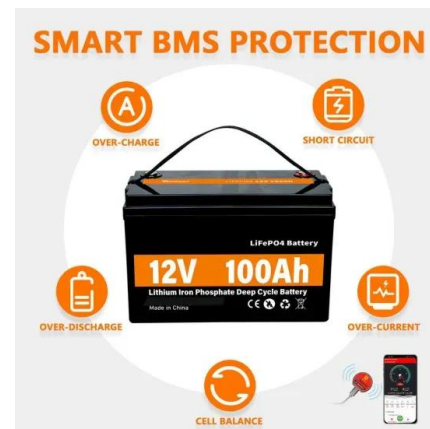 SMART BMS PROTECTION
OVER-CHARGE
SHORT CIRCUIT
LiFePO4 Battery
12V 100Ah
Lithium Iron Phosphate Deep Cycle Battery
Made in China
CE
OVER-DISCHARGE
OVER-CURRENT
CELL BALANCE